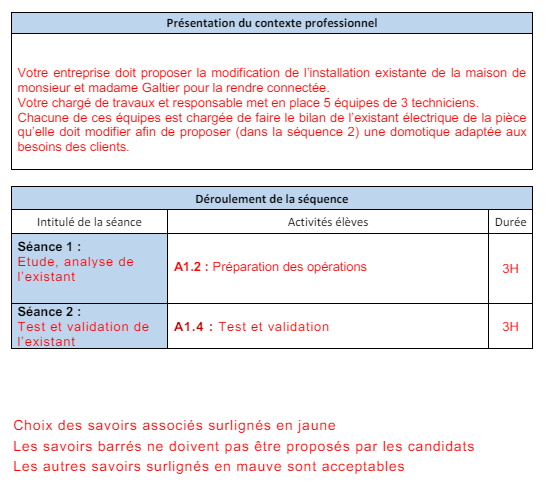 Présentation du contexte professionnel
Votre entreprise doit proposer la modification de l'installation existante de la maison de
monsieur et madame Galtier pour la rendre connectée.
Votre chargé de travaux et responsable met en place 5 équipes de 3 techniciens.
Chacune de ces équipes est chargée de faire le bilan de l'existant électrique de la pièce
qu'elle doit modifier afin de proposer (dans la séquence 2) une domotique adaptée aux
besoins des clients.
Déroulement de la séquence
Intitulé de la séance Activités élèves Durée
Séance 1 :
Etude, analyse de
l'existant
A1.2 : Préparation des opérations
3H
Séance 2 :
Test et validation de
l'existant
A1.4 : Test et validation
3H
Choix des savoirs associés surlignés en jaune
Les savoirs barrés ne doivent pas être proposés par les candidats
Les autres savoirs surlignés en mauve sont acceptables